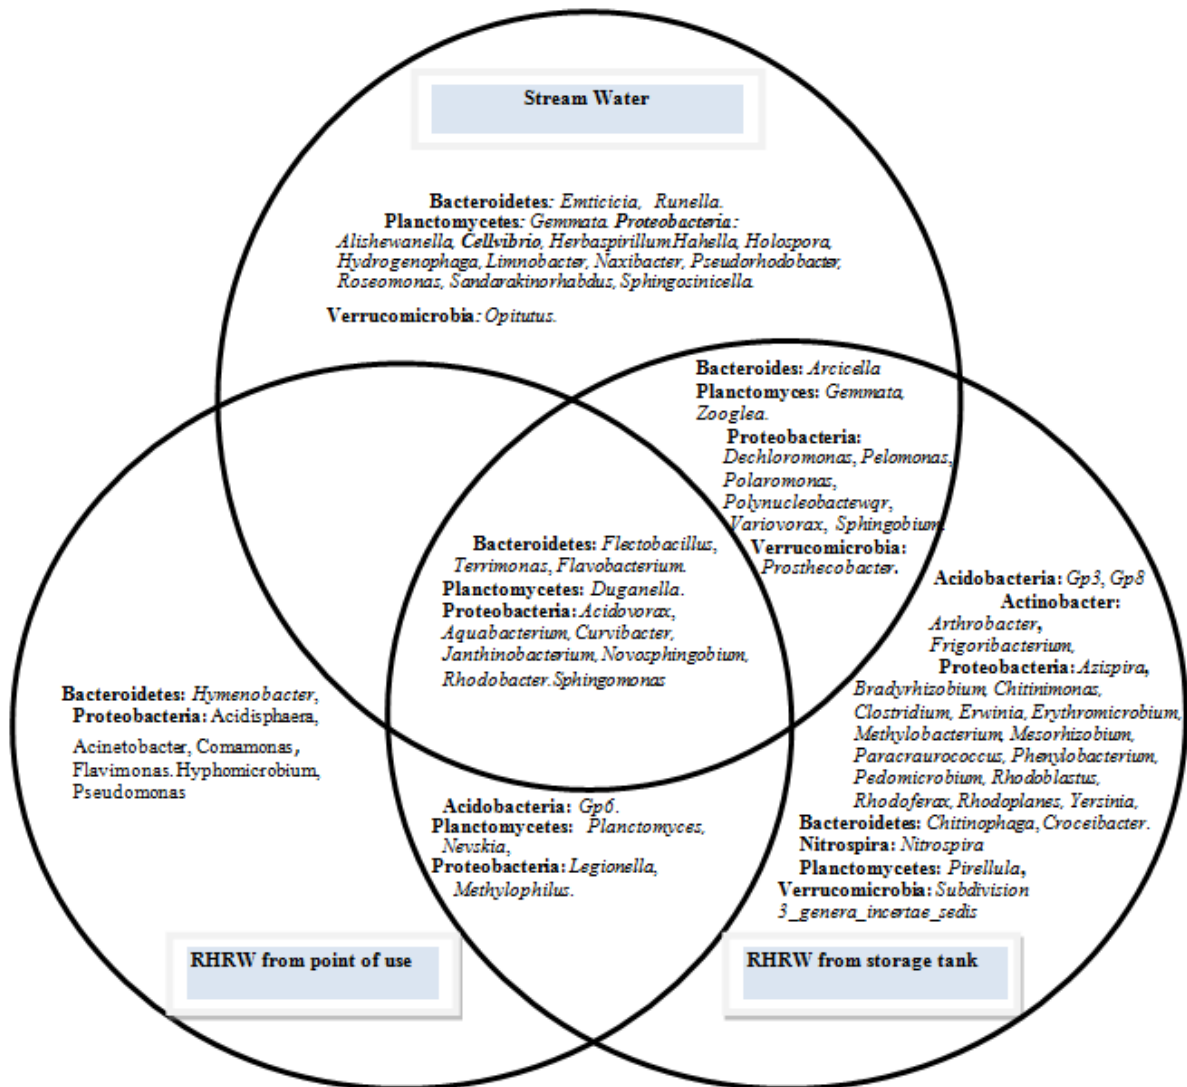 Stream Water
Bacteroidetes: Emticicia, Runella.
Planctomycetes: Gemmata. Proteobacteria:
Alishewanella, Cellvibrio, Herbaspirillum.Hahella, Holospora,
Hydrogenophaga, Limnobacter, Naxibacter, Pseudorhodobacter,
Roseomonas, Sandarakinorhabdus, Sphingosinicella.
Verrucomicrobia: Opitutus.
Bacteroides: Arcicella
Planctomyces: Gemmata,
Zooglea.
Proteobacteria:
Dechloromonas, Pelomonas,
Polaromonas,
Polynucleobactewqr,
Variovorax, Sphingobium.
Verrucomicrobia:
Prosthecobacter.
Bacteroidetes: Flectobacillus,
Terrimonas, Flavobacterium.
Planctomycetes: Duganella.
Proteobacteria: Acidovorax,
Aquabacterium, Curvibacter,
Janthinobacterium, Novosphingobium,
Rhodobacter.Sphingomonas
Acidobacteria: Gp3, Gp8
Actinobacter:
Arthrobacter,
Frigoribacterium,
Proteobacteria: Azispira,
Bradyrhizobium, Chitinimonas,
Clostridium, Erwinia, Erythromicrobium,
Methylobacterium, Mesorhizobium,
Paracraurococcus, Phenylobacterium,
Pedomicrobium, Rhodoblastus,
Rhodoferax, Rhodoplanes, Yersinia,
Bacteroidetes: Chitinophaga, Croceibacter.
Nitrospira: Nitrospira
Planctomycetes: Pirellula,
Verrucomicrobia: Subdivision
3_genera_incertae_sedis
Bacteroidetes: Hymenobacter,
Proteobacteria: Acidisphaera,
Acinetobacter, Comamonas,
Flavimonas. Hyphomicrobium,
Pseudomonas
Acidobacteria: Gp6.
Planctomycetes: Planctomyces,
Nevskia,
Proteobacteria: Legionella,
Methylophilus.
RHRW from point of use
RHRW from storage tank